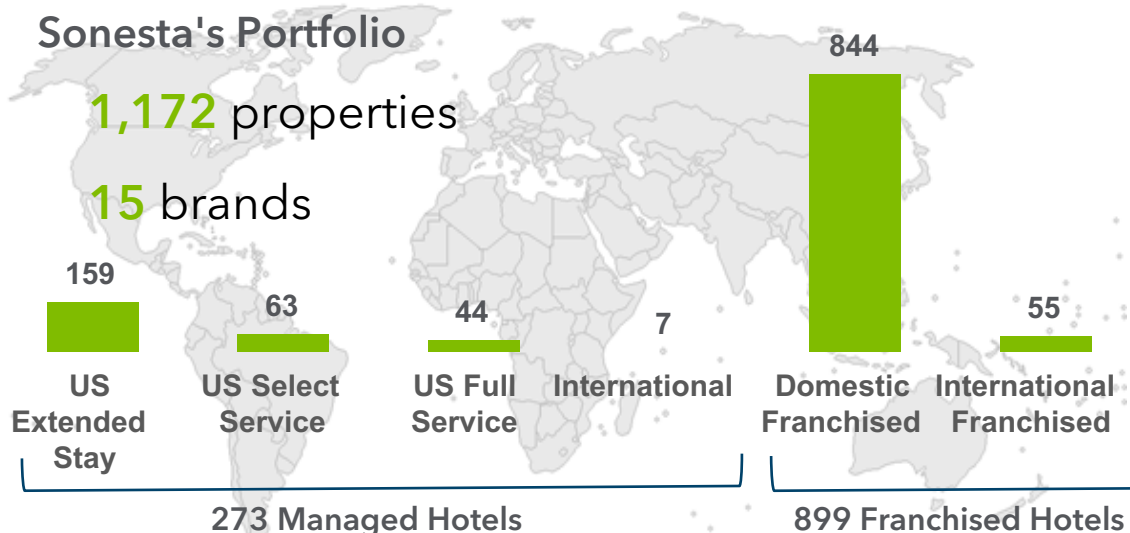 Sonesta's Portfolio
1,172 properties
15 brands
159
63
44
7
844
55
US
Extended
Stay
US Select
Service
US Full
Service
International
Domestic
Franchised
International
Franchised
273 Managed Hotels
899 Franchised Hotels